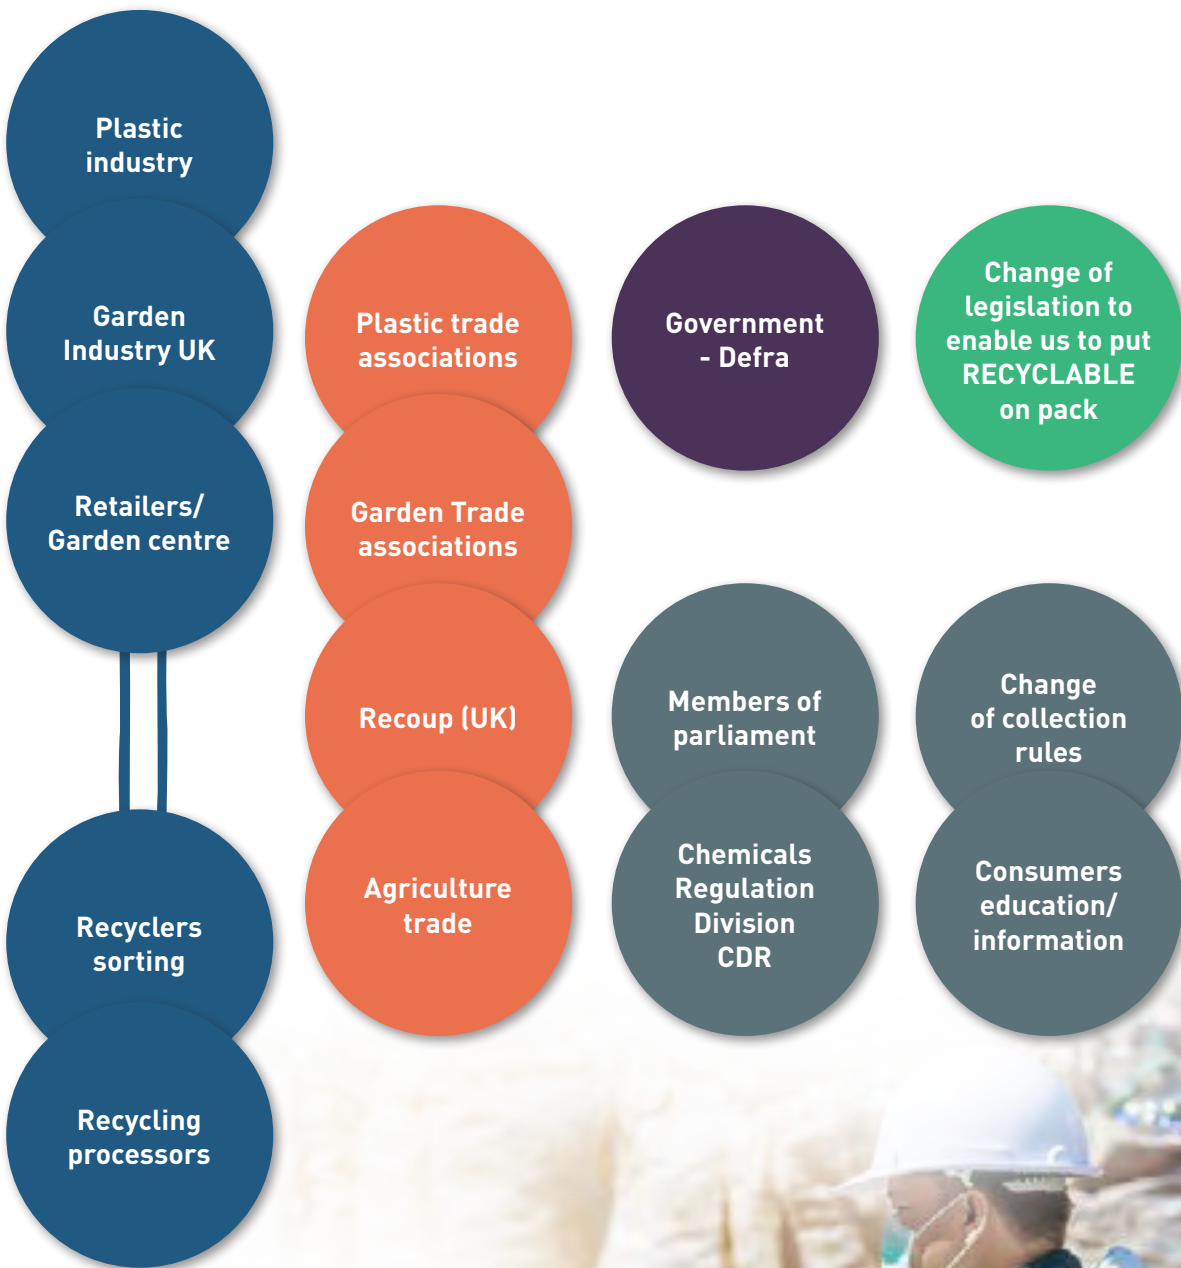 Plastic
industry
Garden
Industry UK
Retailers/
Garden centre
Recyclers
sorting
Recycling
processors
Plastic trade
associations
Garden Trade
associations
Recoup (UK)
Agriculture
trade
Government
- Defra
Members of
parliament
Chemicals
Regulation
Division
CDR
Change of
legislation to
enable us to put
RECYCLABLE
on pack
Change
of collection
rules
Consumers
education/
information